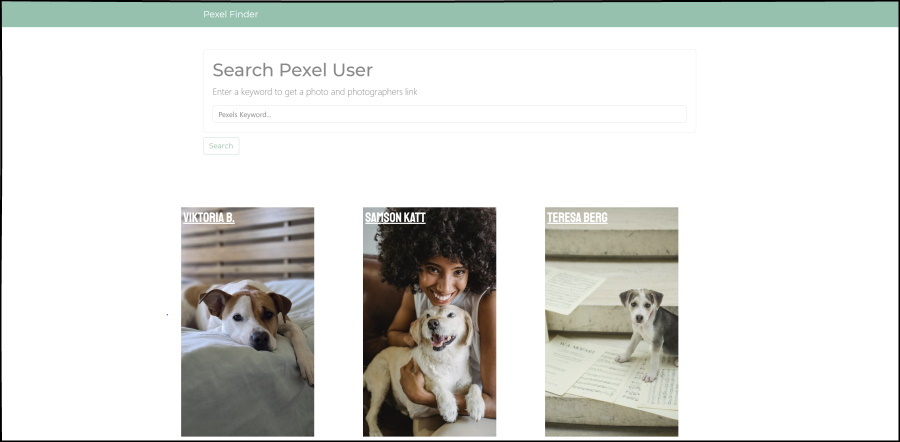 Pexel Finder
Search Pexel User
Enter a keyword to get a photo and photographers link
Pexels Keyword...
Search
VIKTORIA B.
SAMSON KATT
TERESA BERG